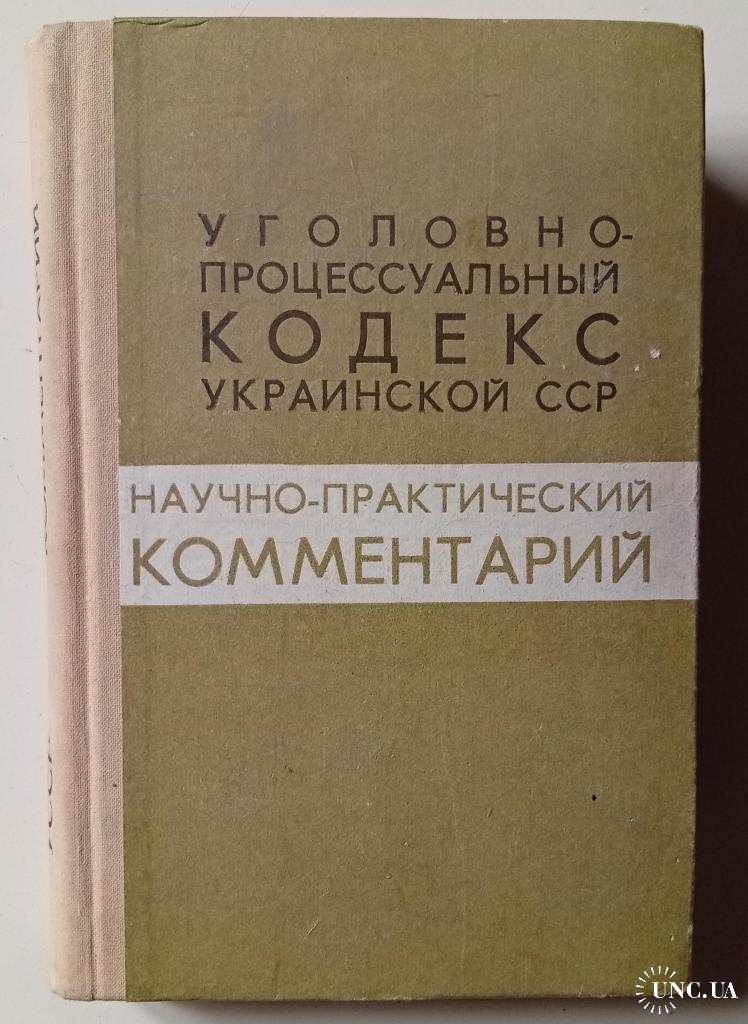 УГОЛОВНО-
ПРОЦЕССУАЛЬНЫЙ
КОДЕКС
УКРАИНСКОЙ ССР
НАУЧНО-ПРАКТИЧЕСКИЙ
КОММЕНТАРИЙ
UNC.UA